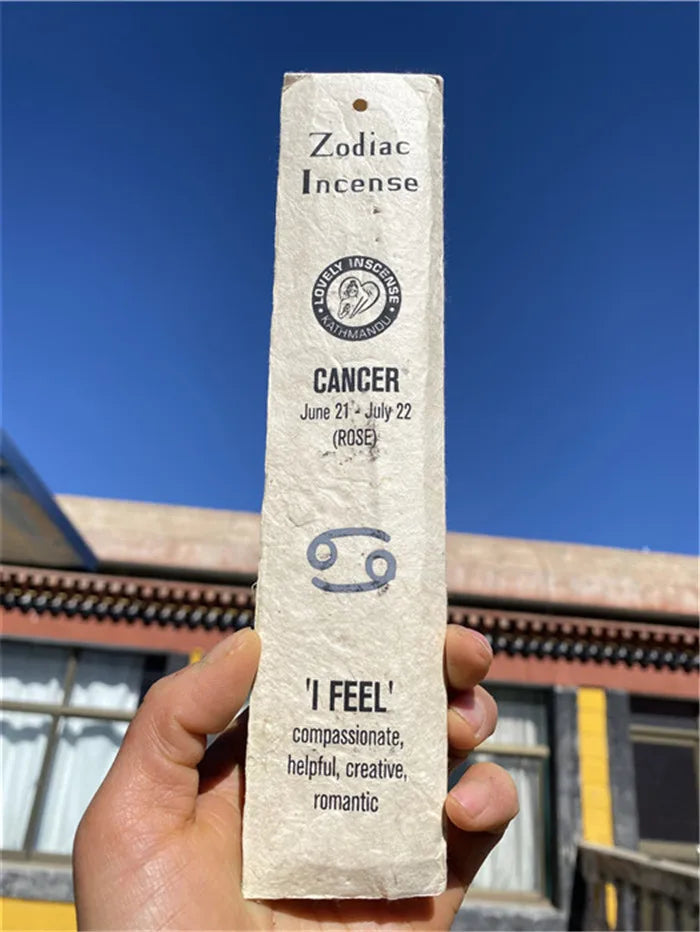 Zodiac
Incense
LOVELY INSCENSE
KATHMANDU
CANCER
June 21 - July 22
(ROSE)
'I FEEL'
compassionate,
helpful, creative,
romantic